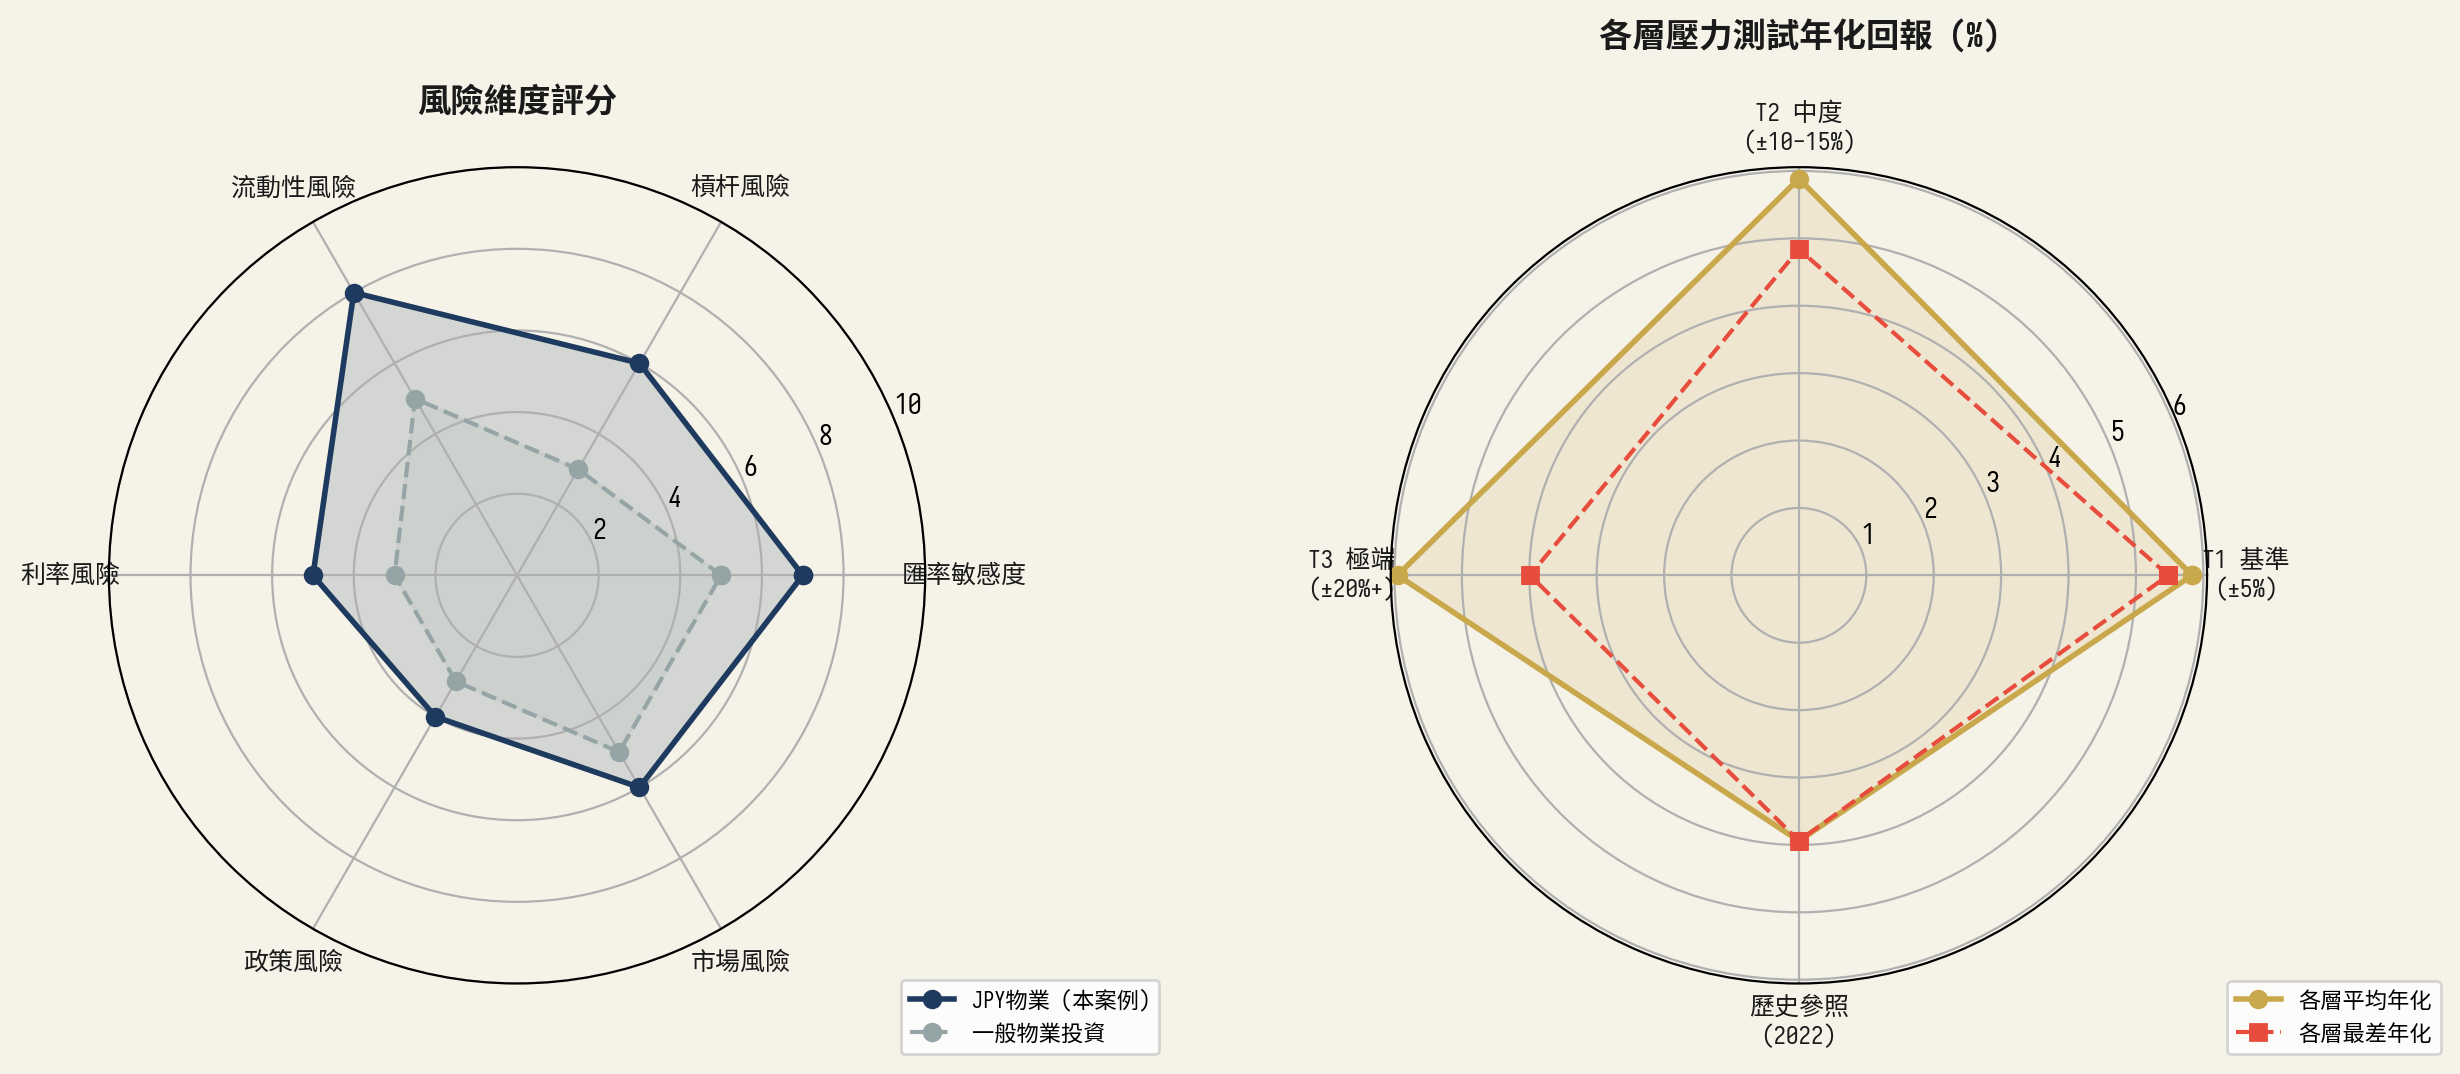 風險維度評分
流動性風險
槓杆風險
利率風險
匯率敏感度
政策風險
市場風險
2
4
6
8
10
JPY物業（本案例）
一般物業投資
各層壓力測試年化回報（%）
T2 中度
(±10-15%)
T3 極端
(±20%+)
T1 基準
(±5%)
歷史參照
(2022)
1
2
3
4
5
6
各層平均年化
各層最差年化